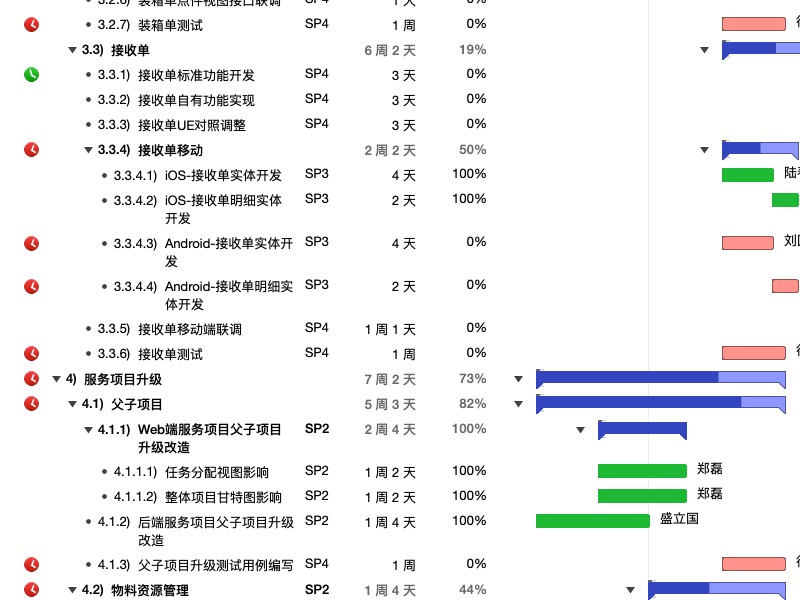 3.2.7) 装箱单测试 SP4 1 周 0%
3.3) 接收单 6 周 2 天 19%
3.3.1) 接收单标准功能开发 SP4 3 天 0%
3.3.2) 接收单自有功能实现 SP4 3 天 0%
3.3.3) 接收单UE对照调整 SP4 3 天 0%
3.3.4) 接收单移动 2 周 2 天 50%
3.3.4.1) iOS-接收单实体开发 SP3 4 天 100%
3.3.4.2) iOS-接收单明细实体 SP3 2 天 100%
开发
3.3.4.3) Android-接收单实体开 SP3 4 天 0%
发
3.3.4.4) Android-接收单明细实 SP3 2 天 0%
体开发
3.3.5) 接收单移动端联调 SP4 1 周 1 天 0%
3.3.6) 接收单测试 SP4 1 周 0%
4) 服务项目升级 7 周 2 天 73%
4.1) 父子项目 5 周 3 天 82%
4.1.1) Web端服务项目父子项目 SP2 2 周 4 天 100%
升级改造
4.1.1.1) 任务分配视图影响 SP2 1 周 2 天 100% 郑磊
4.1.1.2) 整体项目甘特图影响 SP2 1 周 2 天 100% 郑磊
4.1.2) 后端服务项目父子项目升级 SP2 1 周 4 天 100% 盛立国
改造
4.1.3) 父子项目升级测试用例编写 SP4 1 周 0%
4.2) 物料资源管理 SP2 1 周 4 天 44%